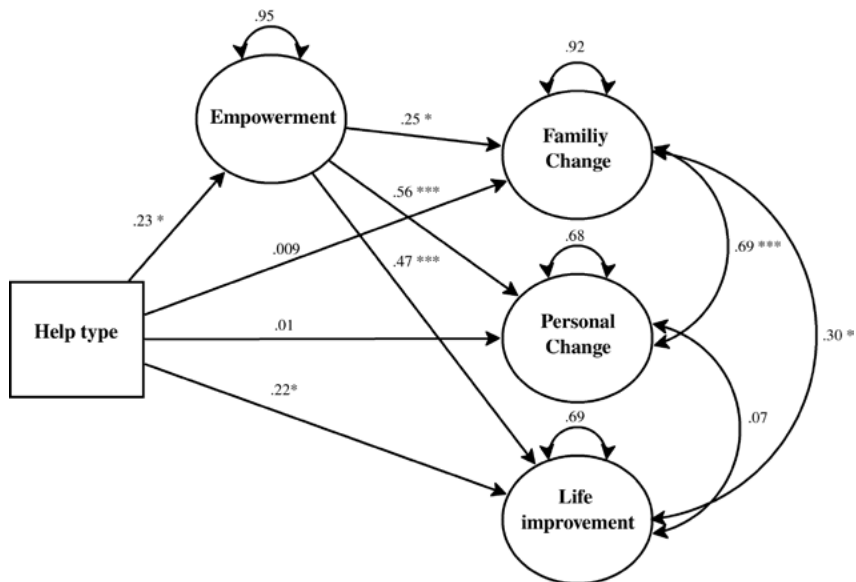 .95
.92
Empowerment
.25 *
Familiy
Change
.56 ***
.23 *
.009
.47 ***
.68
.69 ***
Help type
.01
Personal
Change
.30 *
.22*
.69
.07
Life
improvement